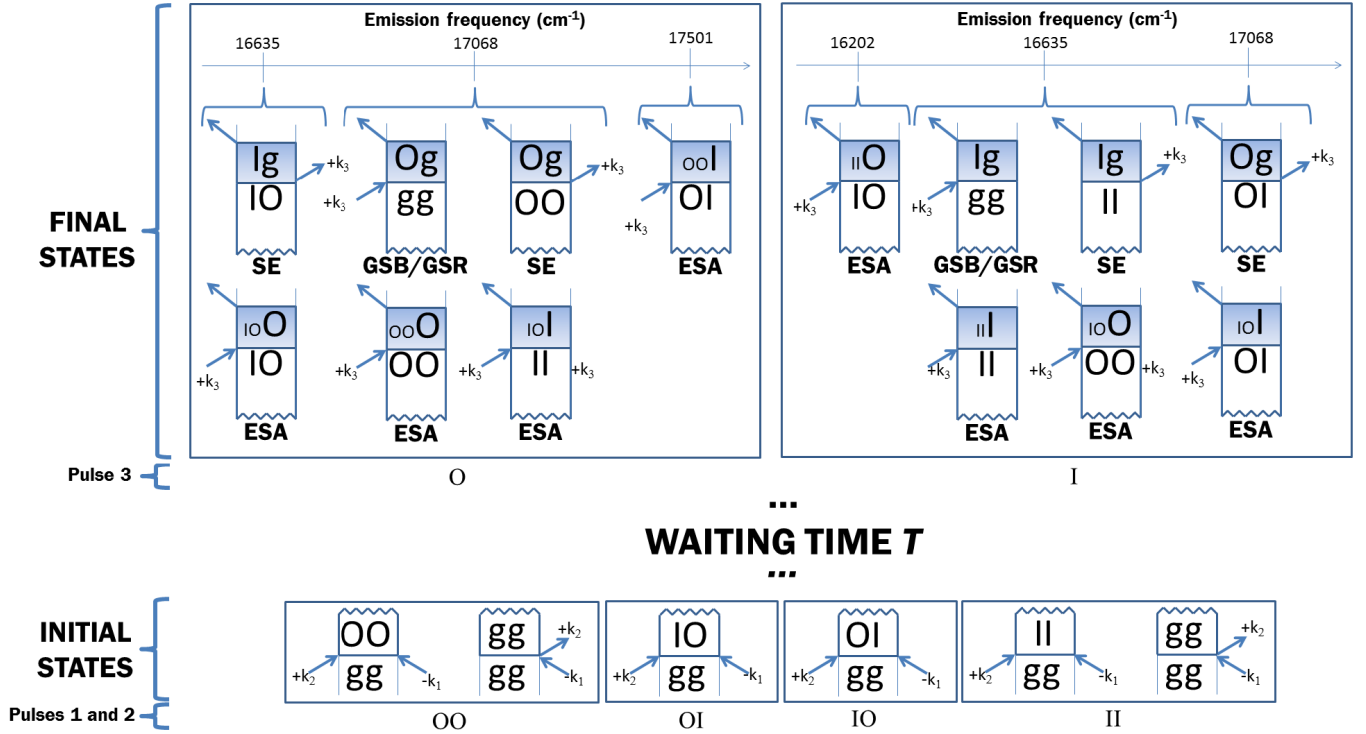 Emission frequency (cm-1)
16635 17068 17501
Ig Og Og OOI
+k3 +k3
IO gg OO OI
+k3 +k3
SE GSB/GSR SE ESA
IOO OOO IOI
IO OO II
+k3 +k3 +k3 +k3
ESA ESA ESA
Emission frequency (cm-1)
16202 16635 17068
IIO Ig Ig Og
+k3 +k3
IO gg II OI
+k3 +k3
ESA GSB/GSR SE SE
III IOO IOI
II OO OI
+k3 +k3 +k3 +k3
ESA ESA ESA
FINAL
STATES
Pulse 3
O I
...
WAITING TIME T
...
INITIAL
STATES
OO gg IO OI II gg
+k2 +k2
gg gg gg gg gg gg
+k2 -k1 -k1 +k2 -k1 +k2 -k1 +k2 -k1 -k1
Pulses 1 and 2
OO OI IO II